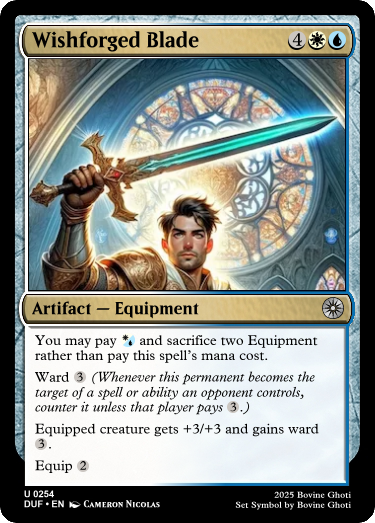 Wishforged Blade 4
Artifact — Equipment
You may pay and sacrifice two Equipment
rather than pay this spell's mana cost.
Ward 3 (Whenever this permanent becomes the
target of a spell or ability an opponent controls,
counter it unless that player pays 3.)
Equipped creature gets +3/+3 and gains ward
3.
Equip 2
U 0254
DUF • EN Cameron Nicolas
2025 Bovine Ghoti
Set Symbol by Bovine Ghoti